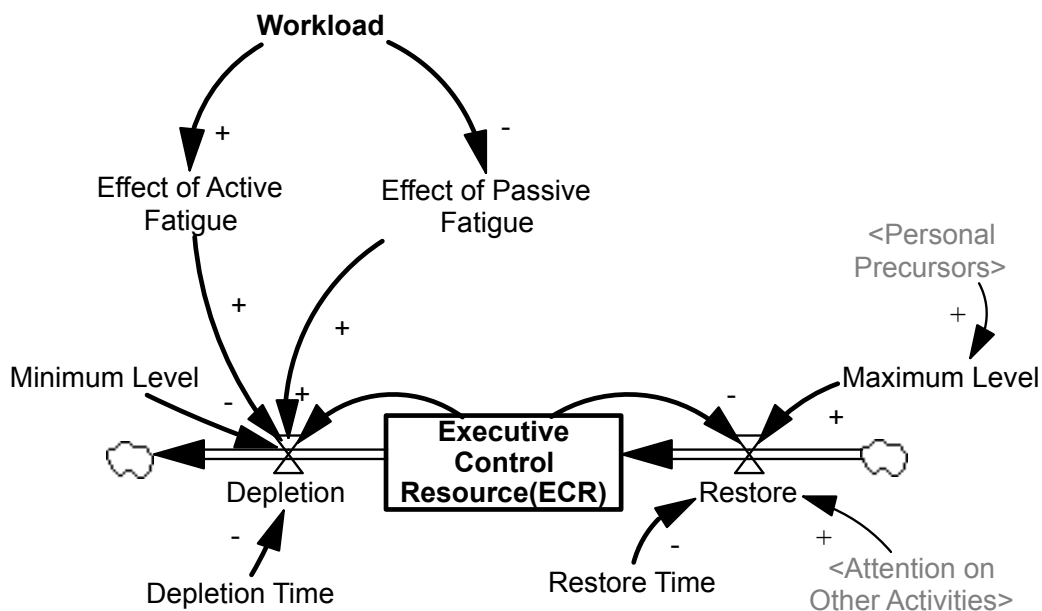 Workload
+
-
Effect of Active
Fatigue
Effect of Passive
Fatigue
<Personal
Precursors>
+
+
+
Minimum Level
Maximum Level
-
+
-
+
Executive
Control
Resource(ECR)
Depletion
Restore
-
-
+
Depletion Time
Restore Time
<Attention on
Other Activities>